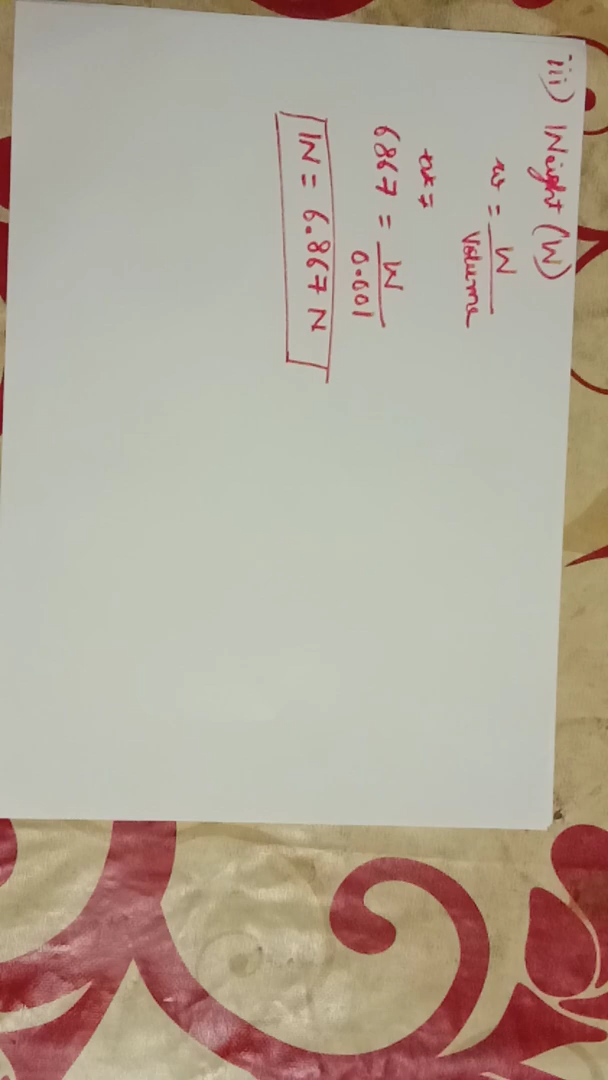 iii) Weight (W)
w = W
Volume
6867 = W
0.001
W = 6.867 N